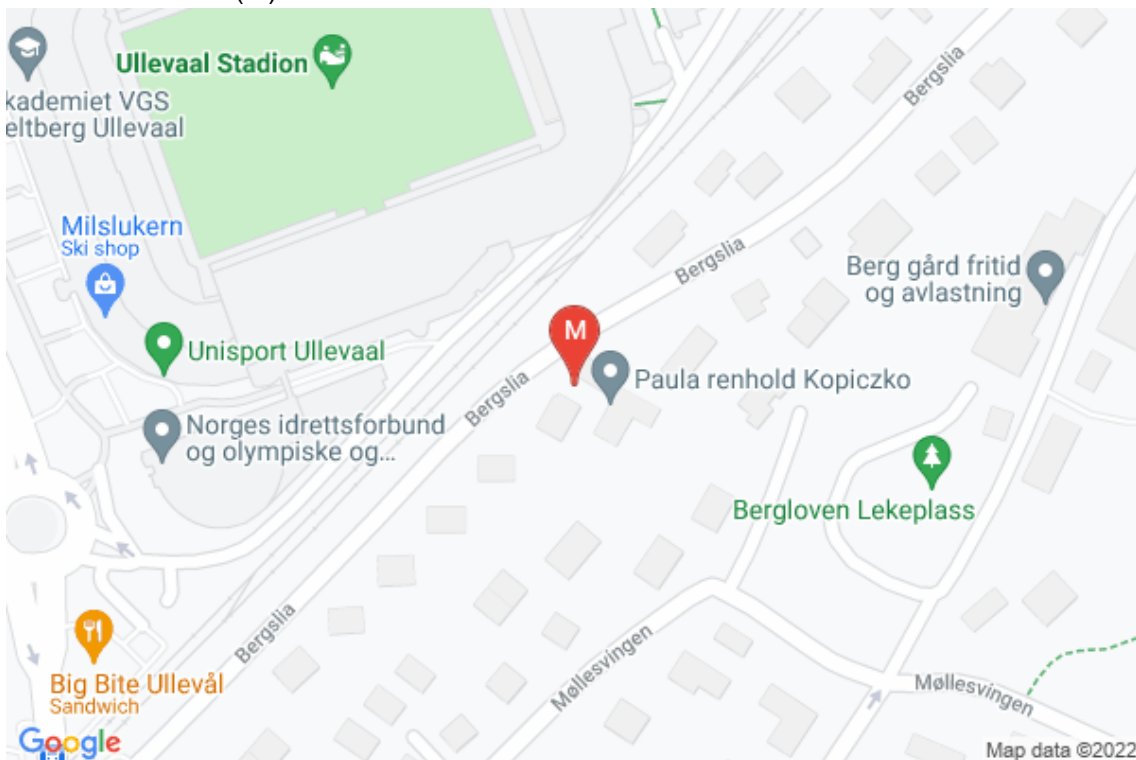 Ullevaal Stadion
kademiet VGS
eltberg Ullevaal
Bergslia
Milslukern
Ski shop
Bergslia
Berg gård fritid
og avlastning
M
Unisport Ullevaal
Paula renhold Kopiczko
Bergslia
Norges idrettsforbund
og olympiske og...
Bergloven Lekeplass
Bergslia
Møllesvingen
Big Bite Ullevål
Sandwich
Møllesvingen
Google
Map data ©2022